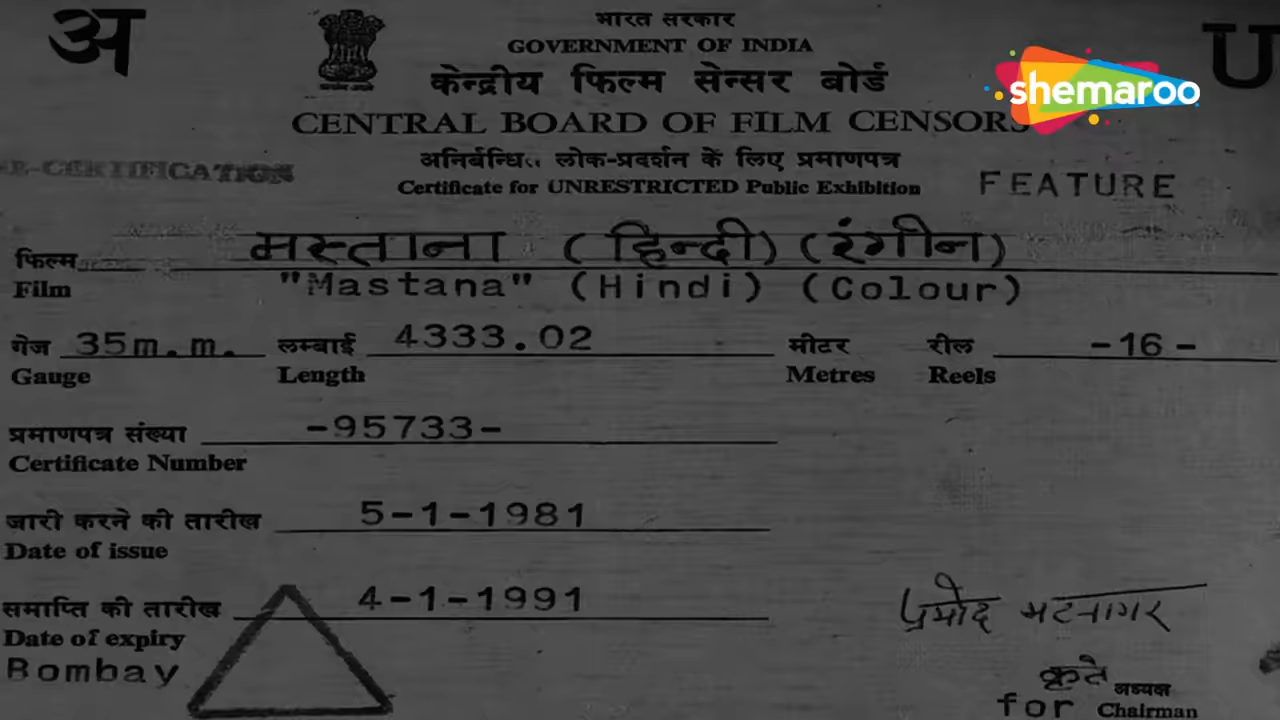 अ
U
भारत सरकार
GOVERNMENT OF INDIA
केन्द्रीय फिल्म सेन्सर बोर्ड
shemaroo
CENTRAL BOARD OF FILM CENSORS
लोक-प्रदर्शन के लिए प्रमाणपत्र
RE-CERTIFICATION
Certificate for UNRESTRICTED Public Exhibition
FEATURE
फिल्म मस्ताना (हिन्दी) (रंगीन)
Film "Mastana" (Hindi) (Colour)
गेज 35m.m. लम्बाई 4333.02 मीटर रील -16-
Gauge Length Metres Reels
प्रमाणपत्र संख्या -95733-
Certificate Number
जारी करने की तारीख 5-1-1981
Date of issue
समाप्ति की तारीख 4-1-1991
Date of expiry
प्रमोद भटनागर
Bombay
कृते अध्यक्ष
for Chairman